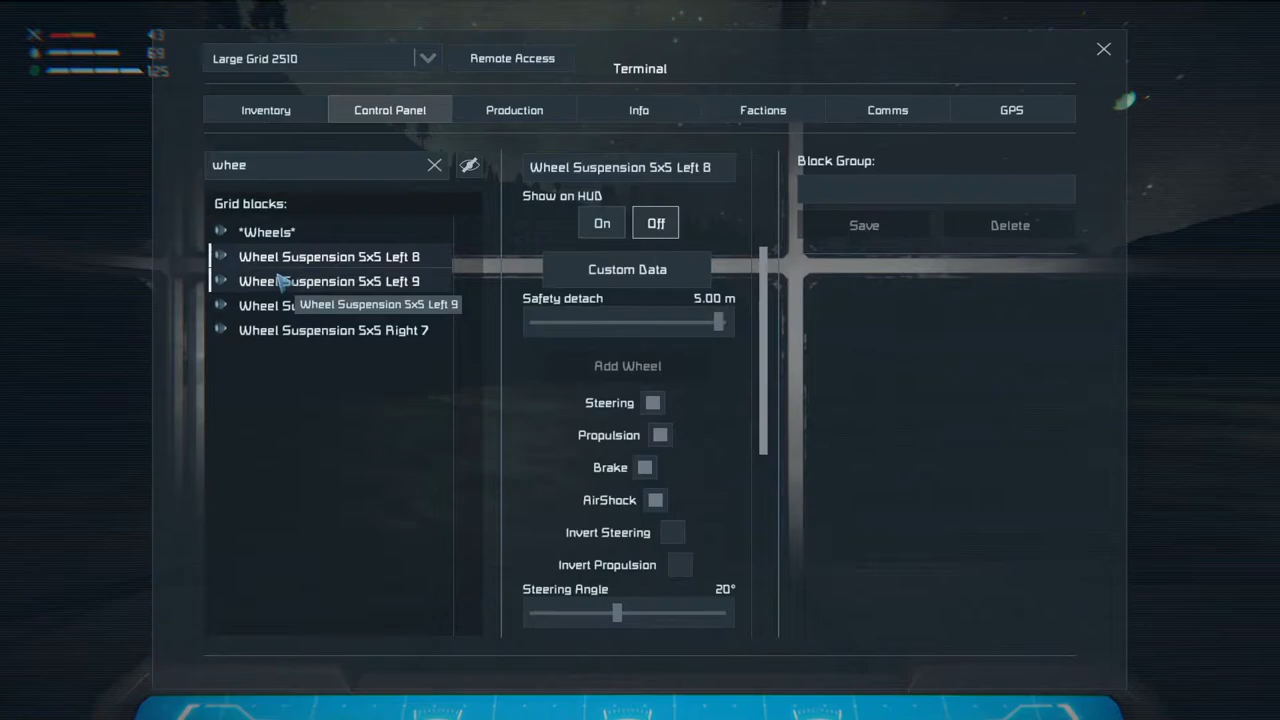 43
69
125
Large Grid 2510
Remote Access
Terminal
Inventory
Control Panel
Production
Info
Factions
Comms
GPS
whee
Grid blocks:
*Wheels*
Wheel Suspension 5x5 Left 8
Wheel Suspension 5x5 Left 9
Wheel Su
Wheel Suspension 5x5 Left 9
Wheel Suspension 5x5 Right 7
Wheel Suspension 5x5 Left 8
Show on HUD
On
Off
Custom Data
Safety detach 5.00 m
Add Wheel
Steering
Propulsion
Brake
AirShock
Invert Steering
Invert Propulsion
Steering Angle 20°
Block Group:
Save
Delete